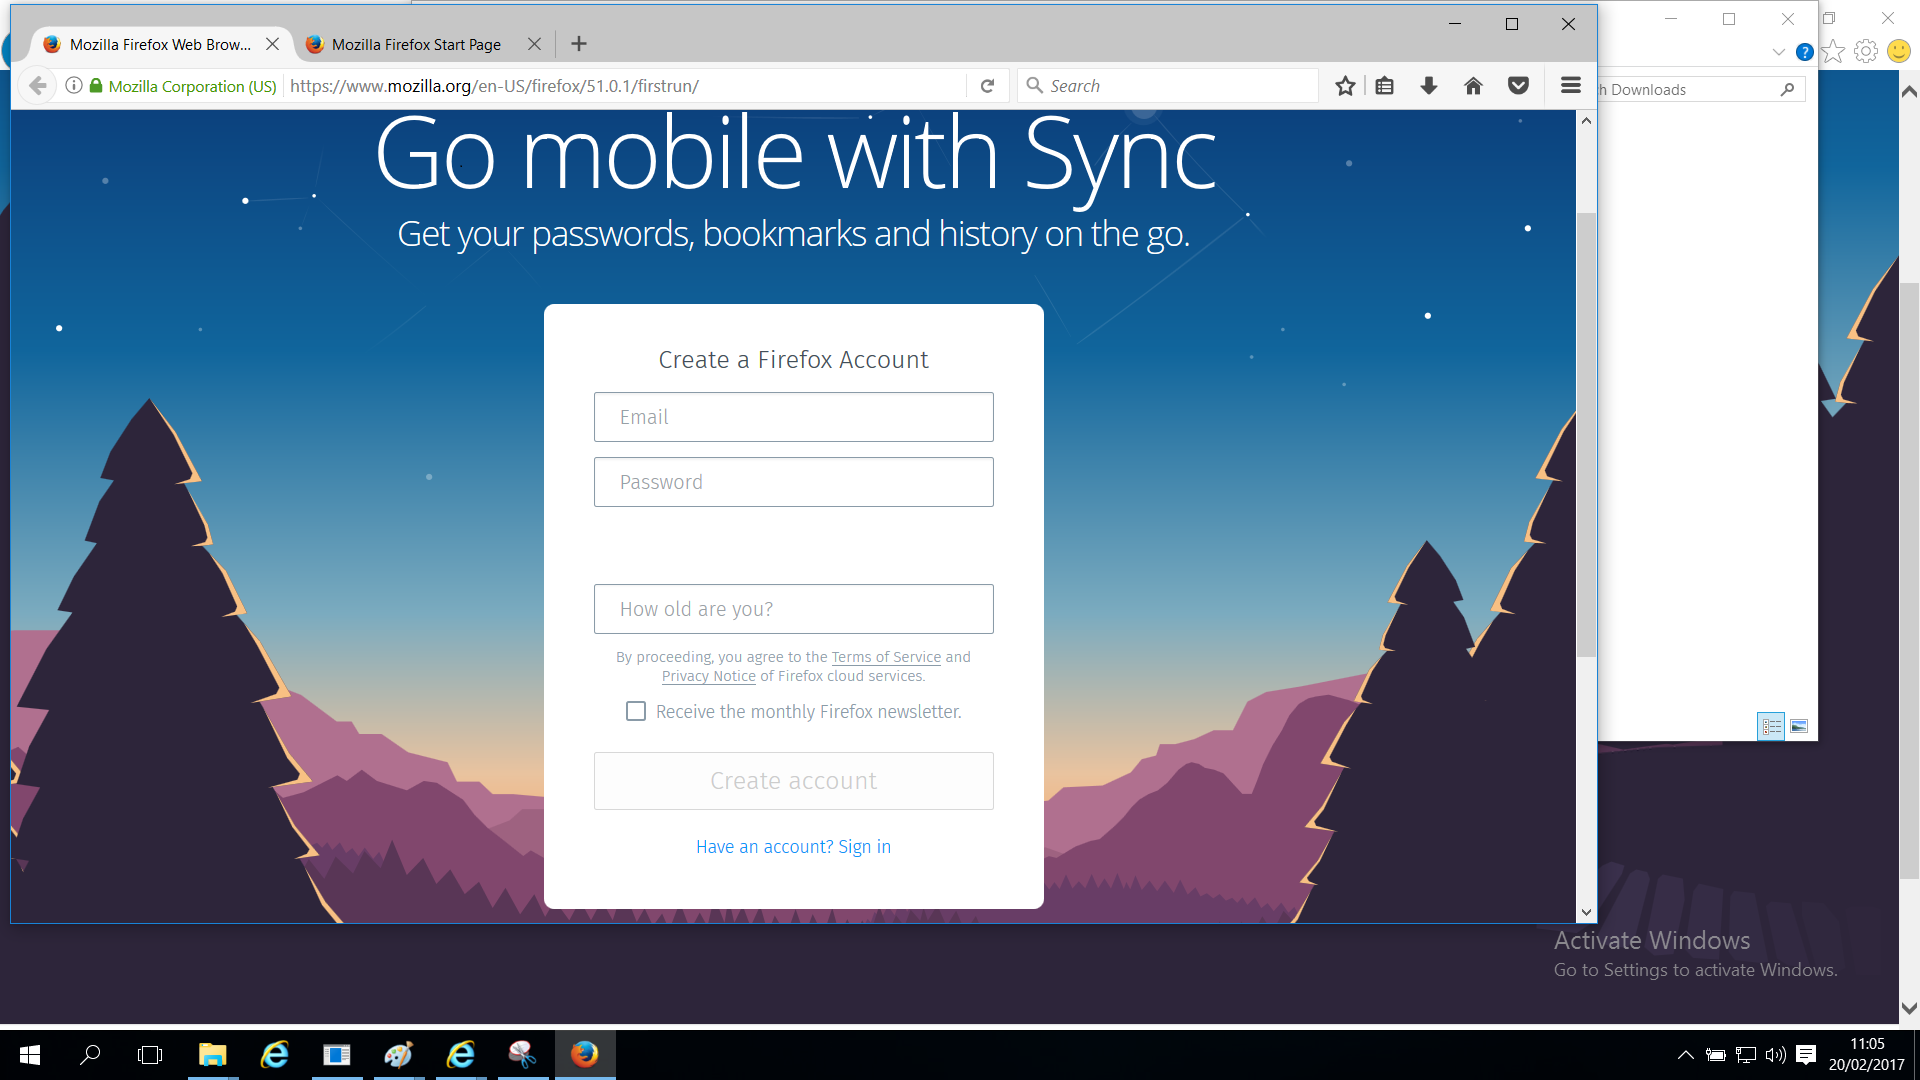 Mozilla Firefox Web Brow...
Mozilla Firefox Start Page
Mozilla Corporation (US)
https://www.mozilla.org/en-US/firefox/51.0.1/firstrun/
Search
h Downloads
Go mobile with Sync
Get your passwords, bookmarks and history on the go.
Create a Firefox Account
Email
Password
How old are you?
By proceeding, you agree to the Terms of Service and
Privacy Notice of Firefox cloud services.
Receive the monthly Firefox newsletter.
Create account
Have an account? Sign in
Activate Windows
Go to Settings to activate Windows.
11:05
20/02/2017